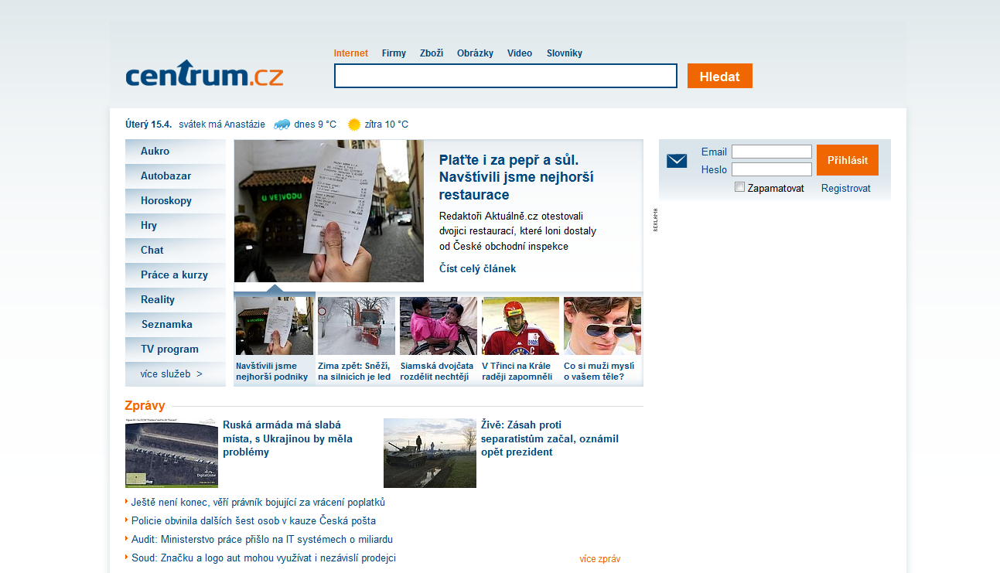 Internet Firmy Zboží Obrázky Video Slovníky
centrum.cz
Hledat
Úterý 15.4. svátek má Anastázie dnes 9 °C zítra 10 °C
Aukro
Autobazar
Horoskopy
Hry
Chat
Práce a kurzy
Reality
Seznamka
TV program
více služeb >
U VEJVODU
Plaťte i za pepř a sůl.
Navštívili jsme nejhorší
restaurace
Redaktoři Aktuálně.cz otestovali
dvojici restaurací, které loni dostaly
od České obchodní inspekce
Číst celý článek
Navštívili jsme
nejhorší podniky
Zima zpět: Sněží,
na silnicích je led
Siamská dvojčata
rozdělit nechtějí
V Třinci na Krále
raději zapomněli
Co si muži myslí
o vašem těle?
Email
Heslo
Přihlásit
Zapamatovat
Registrovat
REKLAMA
Zprávy
DigitalGlobe
Ruská armáda má slabá
místa, s Ukrajinou by měla
problémy
Živě: Zásah proti
separatistům začal, oznámil
opět prezident
Ještě není konec, věří právník bojující za vrácení poplatků
Policie obvinila dalších šest osob v kauze Česká pošta
Audit: Ministerstvo práce přišlo na IT systémech o miliardu
Soud: Značku a logo aut mohou využívat i nezávislí prodejci
více zpráv